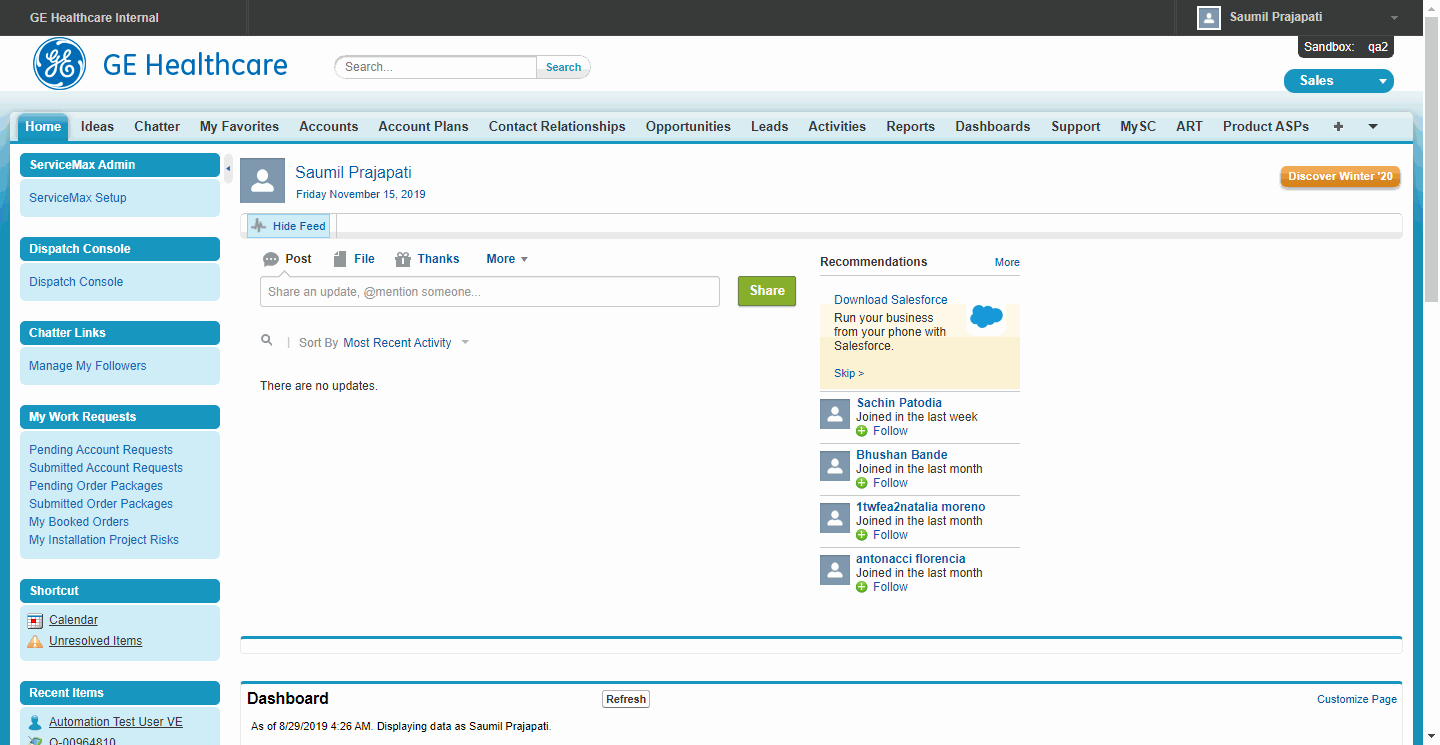 GE Healthcare Internal
Saumil Prajapati
Sandbox: qa2
GE Healthcare
Search...
Search
Sales
Home Ideas Chatter My Favorites Accounts Account Plans Contact Relationships Opportunities Leads Activities Reports Dashboards Support MySC ART Product ASPs +
ServiceMax Admin
ServiceMax Setup
Dispatch Console
Dispatch Console
Chatter Links
Manage My Followers
My Work Requests
Pending Account Requests
Submitted Account Requests
Pending Order Packages
Submitted Order Packages
My Booked Orders
My Installation Project Risks
Shortcut
Calendar
Unresolved Items
Recent Items
Automation Test User VE
Q-00964810
Saumil Prajapati
Friday November 15, 2019
Discover Winter '20
Hide Feed
Post File Thanks More
Share an update, @mention someone...
Share
Sort By Most Recent Activity
There are no updates.
Recommendations More
Download Salesforce
Run your business
from your phone with
Salesforce.
Skip >
Sachin Patodia
Joined in the last week
Follow
Bhushan Bande
Joined in the last month
Follow
1twfea2natalia moreno
Joined in the last month
Follow
antonacci florencia
Joined in the last month
Follow
Dashboard
Refresh
Customize Page
As of 8/29/2019 4:26 AM. Displaying data as Saumil Prajapati.